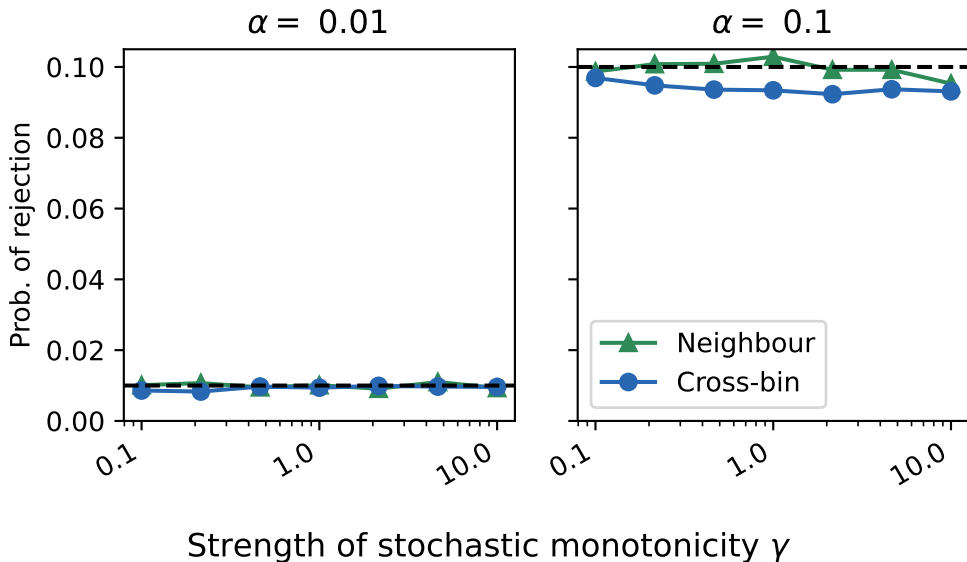 α = 0.01
α = 0.1
Prob. of rejection
0.10
0.08
0.06
0.04
0.02
0.00
0.1
1.0
10.0
0.1
1.0
10.0
Neighbour
Cross-bin
Strength of stochastic monotonicity γ